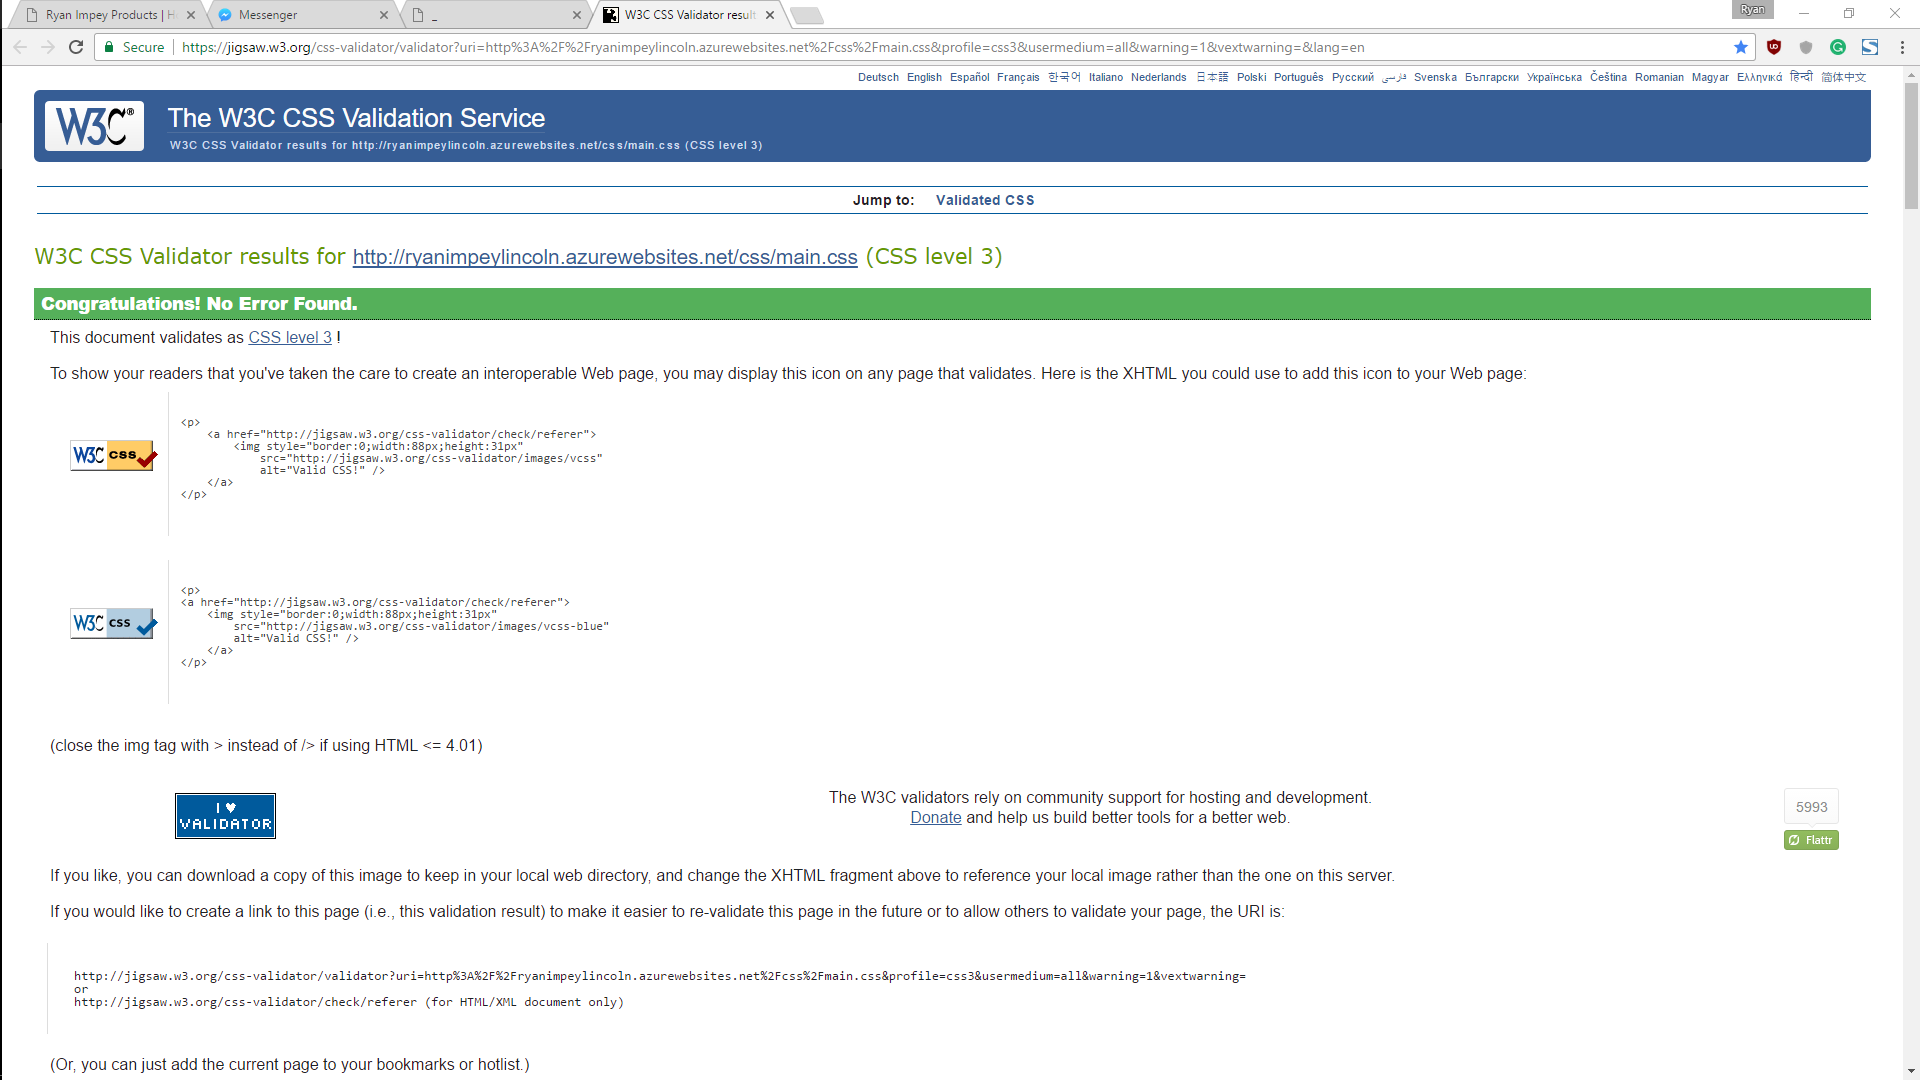 Ryan Impey Products | H
Messenger
_
W3C CSS Validator result
Ryan
Secure
https://jigsaw.w3.org/css-validator/validator?uri=http%3A%2F%2Fryanimpeylincoln.azurewebsites.net%2Fcss%2Fmain.css&profile=css3&usermedium=all&warning=1&vextwarning=&lang=en
Deutsch English Español Français 한국어 Italiano Nederlands 日本語 Polski Português Русский فارسی Svenska Български Українська Čeština Romanian Magyar Ελληνικά हिन्दी 简体中文
W3C®
The W3C CSS Validation Service
W3C CSS Validator results for http://ryanimpeylincoln.azurewebsites.net/css/main.css (CSS level 3)
Jump to: Validated CSS
W3C CSS Validator results for http://ryanimpeylincoln.azurewebsites.net/css/main.css (CSS level 3)
Congratulations! No Error Found.
This document validates as CSS level 3 !
To show your readers that you've taken the care to create an interoperable Web page, you may display this icon on any page that validates. Here is the XHTML you could use to add this icon to your Web page:
W3C css
<p>
<a href="http://jigsaw.w3.org/css-validator/check/referer">
<img style="border:0;width:88px;height:31px"
src="http://jigsaw.w3.org/css-validator/images/vcss"
alt="Valid CSS!" />
</a>
</p>
W3C css
<p>
<a href="http://jigsaw.w3.org/css-validator/check/referer">
<img style="border:0;width:88px;height:31px"
src="http://jigsaw.w3.org/css-validator/images/vcss-blue"
alt="Valid CSS!" />
</a>
</p>
(close the img tag with > instead of /> if using HTML <= 4.01)
I ♥
VALIDATOR
The W3C validators rely on community support for hosting and development.
Donate and help us build better tools for a better web.
5993
Flattr
If you like, you can download a copy of this image to keep in your local web directory, and change the XHTML fragment above to reference your local image rather than the one on this server.
If you would like to create a link to this page (i.e., this validation result) to make it easier to re-validate this page in the future or to allow others to validate your page, the URI is:
http://jigsaw.w3.org/css-validator/validator?uri=http%3A%2F%2Fryanimpeylincoln.azurewebsites.net%2Fcss%2Fmain.css&profile=css3&usermedium=all&warning=1&vextwarning=
or
http://jigsaw.w3.org/css-validator/check/referer (for HTML/XML document only)
(Or, you can just add the current page to your bookmarks or hotlist.)